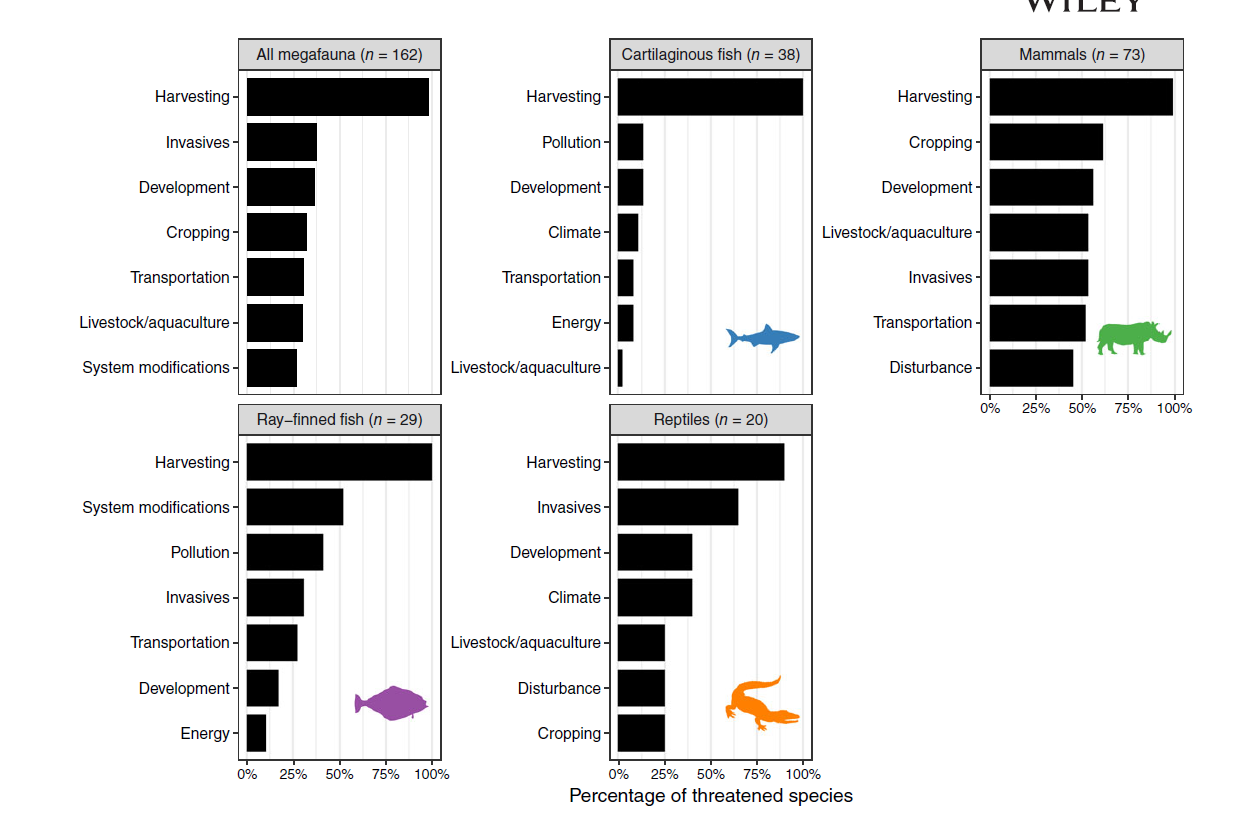 WILEY
All megafauna (n = 162)
Harvesting
Invasives
Development
Cropping
Transportation
Livestock/aquaculture
System modifications
Cartilaginous fish (n = 38)
Harvesting
Pollution
Development
Climate
Transportation
Energy
Livestock/aquaculture
Mammals (n = 73)
Harvesting
Cropping
Development
Livestock/aquaculture
Invasives
Transportation
Disturbance
0% 25% 50% 75% 100%
Ray–finned fish (n = 29)
Harvesting
System modifications
Pollution
Invasives
Transportation
Development
Energy
0% 25% 50% 75% 100%
Reptiles (n = 20)
Harvesting
Invasives
Development
Climate
Livestock/aquaculture
Disturbance
Cropping
0% 25% 50% 75% 100%
Percentage of threatened species